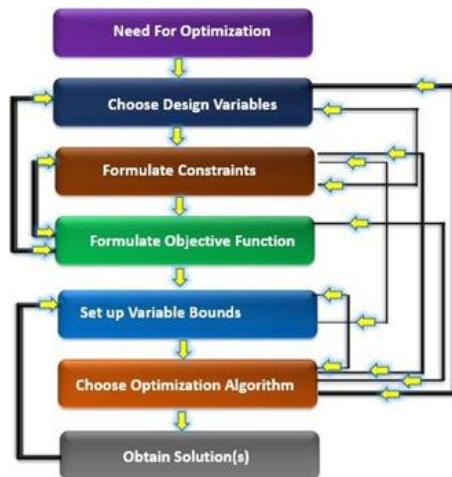 Need For Optimization
Choose Design Variables
Formulate Constraints
Formulate Objective Function
Set up Variable Bounds
Choose Optimization Algorithm
Obtain Solution(s)